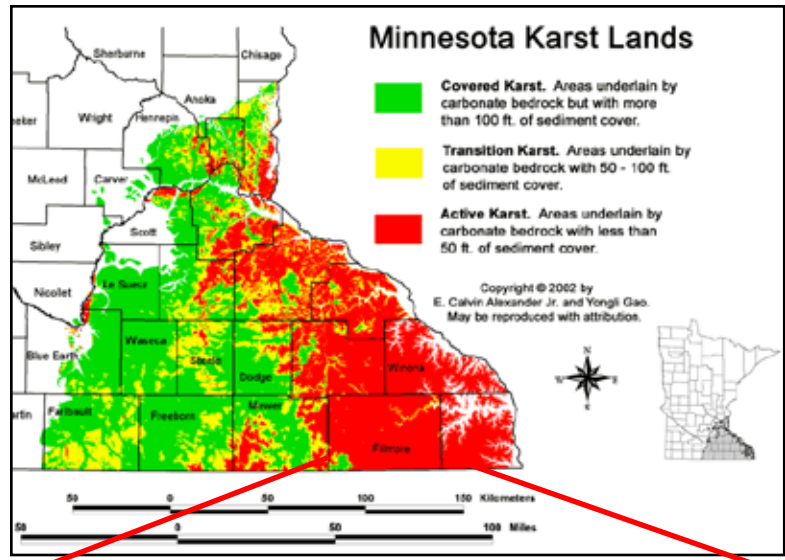 Minnesota Karst Lands
Covered Karst. Areas underlain by
carbonate bedrock but with more
than 100 ft. of sediment cover.
Transition Karst. Areas underlain by
carbonate bedrock with 50 - 100 ft.
of sediment cover.
Active Karst. Areas underlain by
carbonate bedrock with less than
50 ft. of sediment cover.
Copyright © 2002 by
E. Calvin Alexander Jr. and Yongli Gao.
May be reproduced with attribution.
N
W E
S
Sherburne
Chisago
Anoka
Wright
Hennepin
eeker
McLeod
Carver
Scott
Sibley
Le Sueur
Nicollet
Waseca
Steele
Blue Earth
Dodge
Winona
artin
Faribault
Freeborn
Mower
Fillmore
50 0 50 100 150 Kilometers
50 0 50 100 Miles